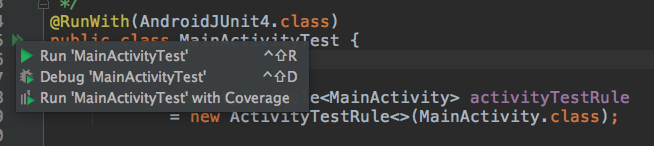 */
@RunWith(AndroidJUnit4.class)
public class MainActivityTest {
Run 'MainActivityTest' ^⇧R
Debug 'MainActivityTest' ^⇧D
Run 'MainActivityTest' with Coverage
<MainActivity> activityTestRule
= new ActivityTestRule<>(MainActivity.class);